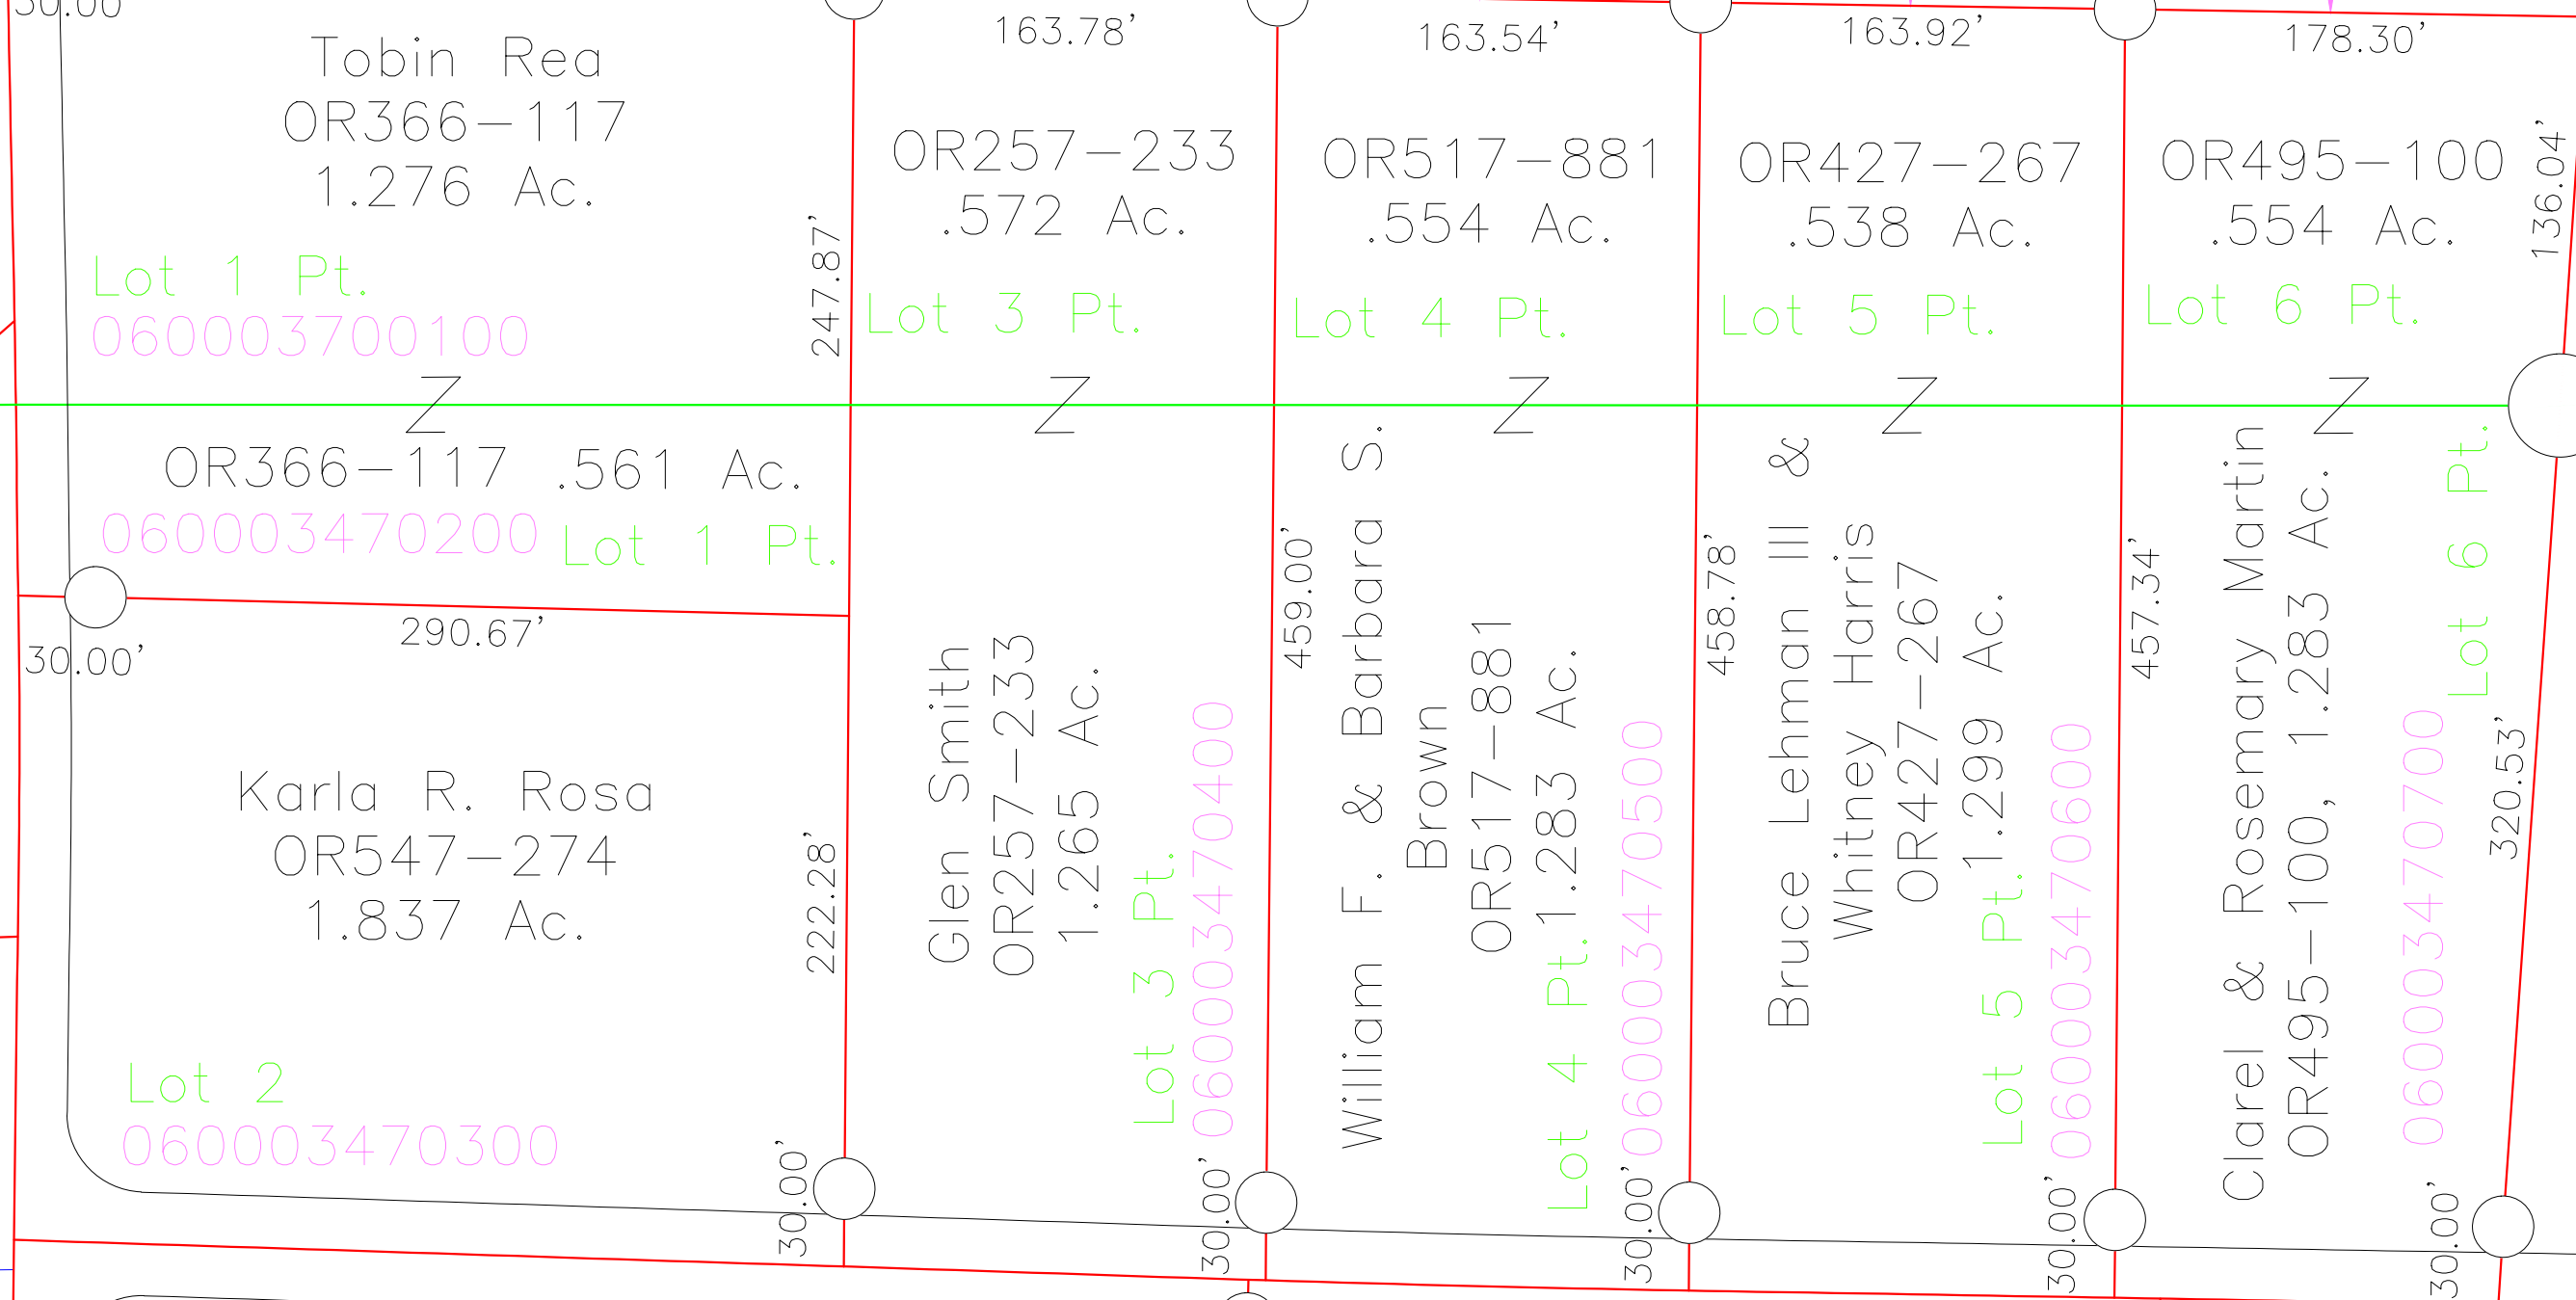 30.00'
163.78'
163.54'
163.92'
178.30'
Tobin Rea
OR366-117
1.276 Ac.
Lot 1 Pt.
060003700100
247.87'
OR257-233
.572 Ac.
Lot 3 Pt.
OR517-881
.554 Ac.
Lot 4 Pt.
OR427-267
.538 Ac.
Lot 5 Pt.
OR495-100
.554 Ac.
Lot 6 Pt.
136.04'
Z
Z
Z
Z
Z
OR366-117 .561 Ac.
060003470200 Lot 1 Pt.
290.67'
30.00'
Karla R. Rosa
OR547-274
1.837 Ac.
Lot 2
060003470300
222.28'
30.00'
Glen Smith
OR257-233
1.265 Ac.
Lot 3 Pt.
060003470400
459.00'
30.00'
William F. & Barbara S.
Brown
OR517-881
1.283 Ac.
Lot 4 Pt.
060003470500
458.78'
30.00'
Bruce Lehman III &
Whitney Harris
OR427-267
1.299 Ac.
Lot 5 Pt.
060003470600
457.34'
30.00'
Clarel & Rosemary Martin
OR495-100, 1.283 Ac.
060003470700
Lot 6 Pt.
320.53'
30.00'